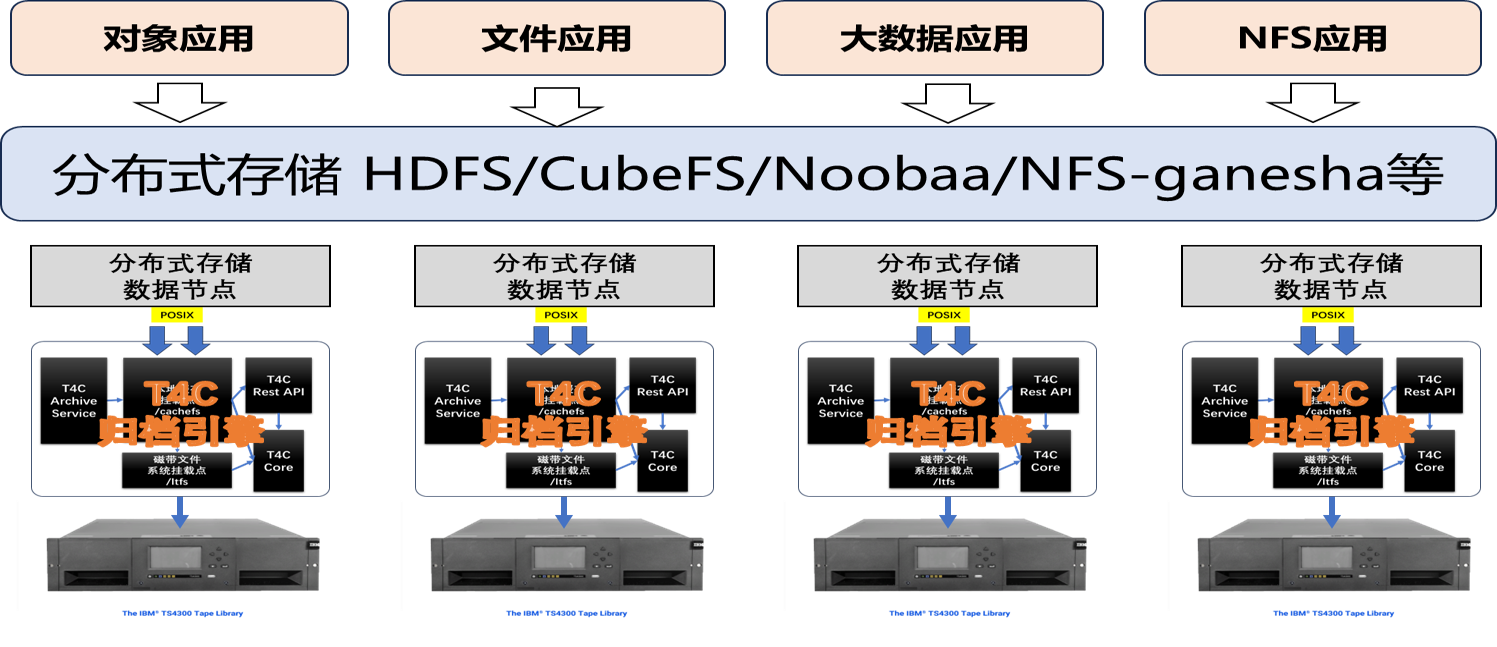 对象应用
文件应用
大数据应用
NFS应用
分布式存储 HDFS/CubeFS/Noobaa/NFS-ganesha等
分布式存储
数据节点
POSIX
T4C
Archive
Service
/cachefs
T4C
Rest API
T4C
归档引擎
磁带文件
系统挂载点
/ltfs
T4C
Core
The IBM® TS4300 Tape Library
分布式存储
数据节点
POSIX
T4C
Archive
Service
/cachefs
T4C
Rest API
T4C
归档引擎
磁带文件
系统挂载点
/ltfs
T4C
Core
The IBM® TS4300 Tape Library
分布式存储
数据节点
POSIX
T4C
Archive
Service
/cachefs
T4C
Rest API
T4C
归档引擎
磁带文件
系统挂载点
/ltfs
T4C
Core
The IBM® TS4300 Tape Library
分布式存储
数据节点
POSIX
T4C
Archive
Service
/cachefs
T4C
Rest API
T4C
归档引擎
磁带文件
系统挂载点
/ltfs
T4C
Core
The IBM® TS4300 Tape Library